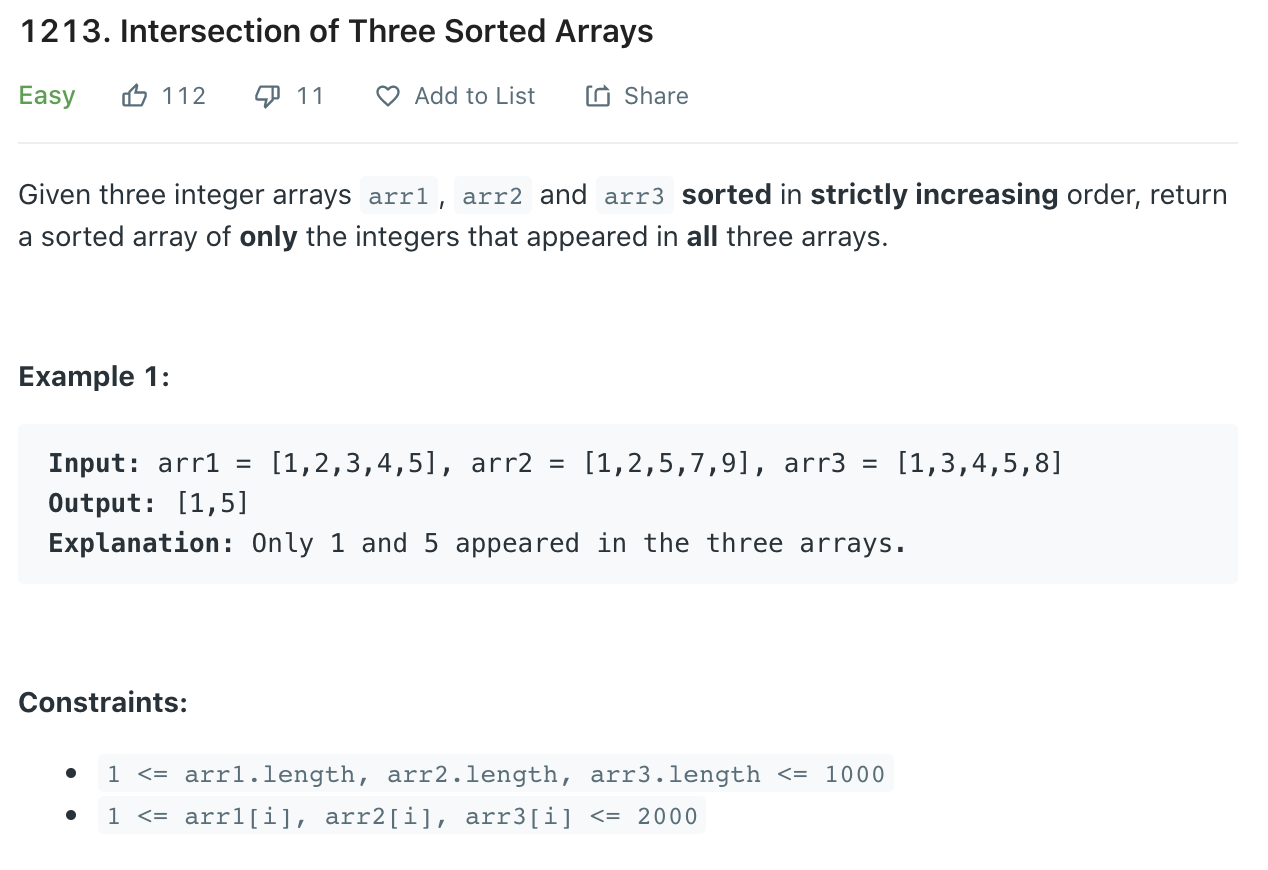 1213. Intersection of Three Sorted Arrays
Easy 112 11 Add to List Share
Given three integer arrays arr1, arr2 and arr3 sorted in strictly increasing order, return
a sorted array of only the integers that appeared in all three arrays.
Example 1:
Input: arr1 = [1,2,3,4,5], arr2 = [1,2,5,7,9], arr3 = [1,3,4,5,8]
Output: [1,5]
Explanation: Only 1 and 5 appeared in the three arrays.
Constraints:
• 1 <= arr1.length, arr2.length, arr3.length <= 1000
• 1 <= arr1[i], arr2[i], arr3[i] <= 2000